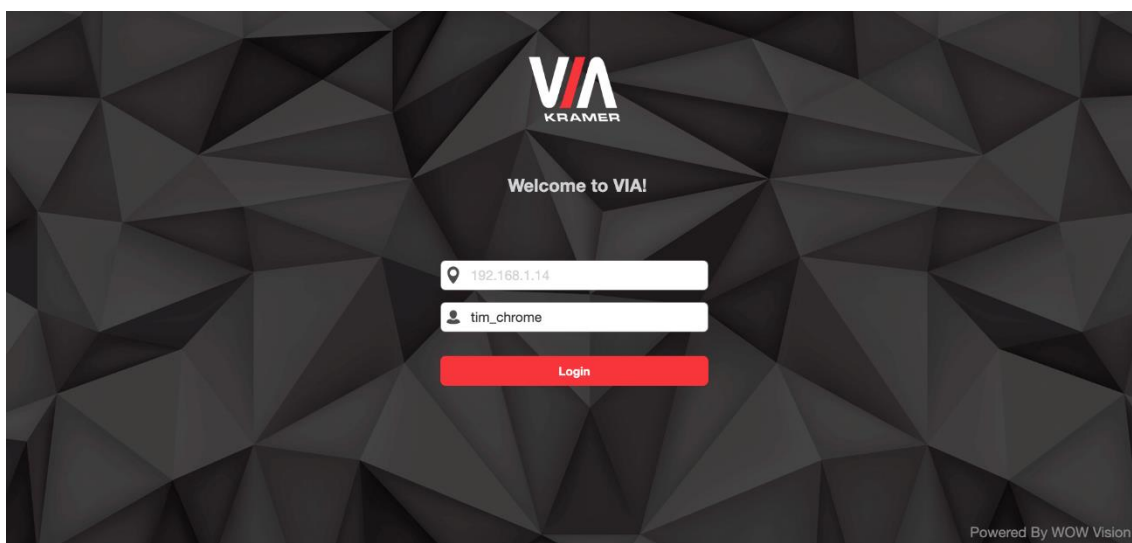 VIA
KRAMER
Welcome to VIA!
192.168.1.14
tim_chrome
Login
Powered By WOW Vision